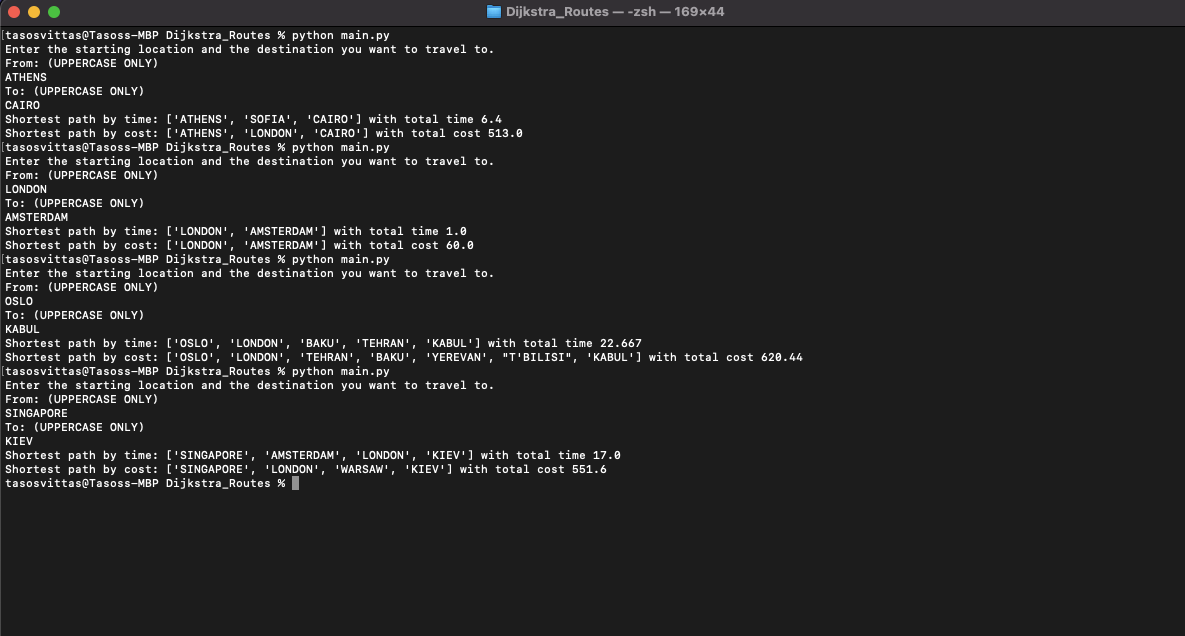 Dijkstra_Routes — -zsh — 169×44
[tasosvittas@Tasoss-MBP Dijkstra_Routes % python main.py
Enter the starting location and the destination you want to travel to.
From: (UPPERCASE ONLY)
ATHENS
To: (UPPERCASE ONLY)
CAIRO
Shortest path by time: ['ATHENS', 'SOFIA', 'CAIRO'] with total time 6.4
Shortest path by cost: ['ATHENS', 'LONDON', 'CAIRO'] with total cost 513.0
[tasosvittas@Tasoss-MBP Dijkstra_Routes % python main.py
Enter the starting location and the destination you want to travel to.
From: (UPPERCASE ONLY)
LONDON
To: (UPPERCASE ONLY)
AMSTERDAM
Shortest path by time: ['LONDON', 'AMSTERDAM'] with total time 1.0
Shortest path by cost: ['LONDON', 'AMSTERDAM'] with total cost 60.0
[tasosvittas@Tasoss-MBP Dijkstra_Routes % python main.py
Enter the starting location and the destination you want to travel to.
From: (UPPERCASE ONLY)
OSLO
To: (UPPERCASE ONLY)
KABUL
Shortest path by time: ['OSLO', 'LONDON', 'BAKU', 'TEHRAN', 'KABUL'] with total time 22.667
Shortest path by cost: ['OSLO', 'LONDON', 'TEHRAN', 'BAKU', 'YEREVAN', "T'BILISI", 'KABUL'] with total cost 620.44
[tasosvittas@Tasoss-MBP Dijkstra_Routes % python main.py
Enter the starting location and the destination you want to travel to.
From: (UPPERCASE ONLY)
SINGAPORE
To: (UPPERCASE ONLY)
KIEV
Shortest path by time: ['SINGAPORE', 'AMSTERDAM', 'LONDON', 'KIEV'] with total time 17.0
Shortest path by cost: ['SINGAPORE', 'LONDON', 'WARSAW', 'KIEV'] with total cost 551.6
tasosvittas@Tasoss-MBP Dijkstra_Routes %